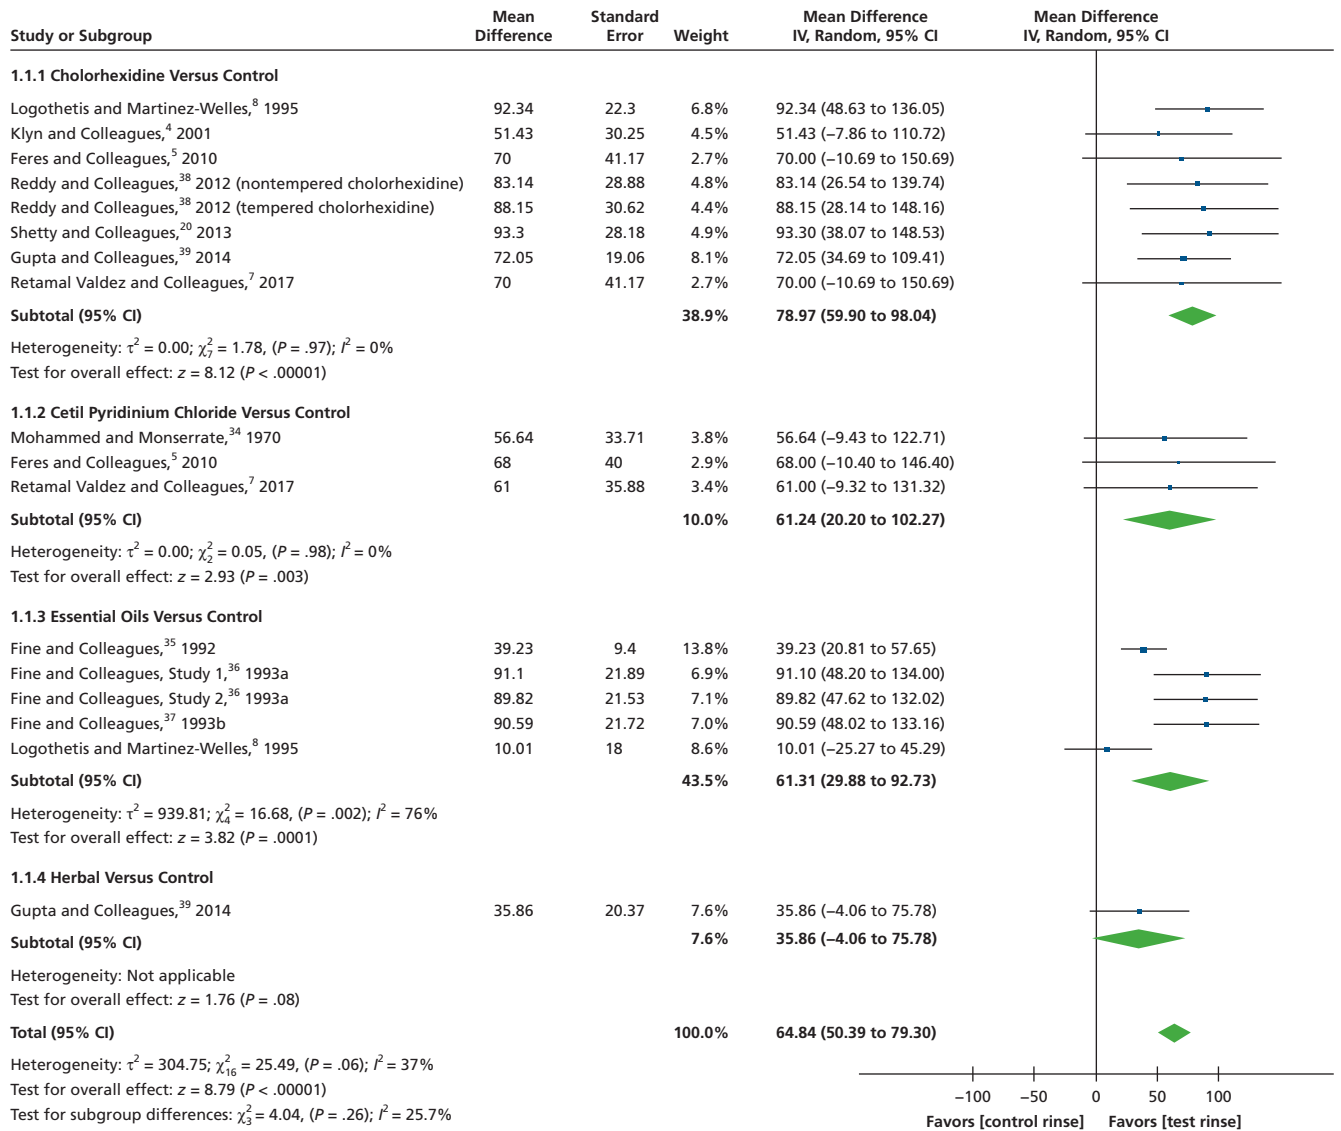 Study or Subgroup Mean Difference Standard Error Weight Mean Difference IV, Random, 95% CI Mean Difference IV, Random, 95% CI
1.1.1 Cholorhexidine Versus Control
Logothetis and Martinez-Welles,8 1995 92.34 22.3 6.8% 92.34 (48.63 to 136.05)
Klyn and Colleagues,4 2001 51.43 30.25 4.5% 51.43 (−7.86 to 110.72)
Feres and Colleagues,5 2010 70 41.17 2.7% 70.00 (−10.69 to 150.69)
Reddy and Colleagues,38 2012 (nontempered cholorhexidine) 83.14 28.88 4.8% 83.14 (26.54 to 139.74)
Reddy and Colleagues,38 2012 (tempered cholorhexidine) 88.15 30.62 4.4% 88.15 (28.14 to 148.16)
Shetty and Colleagues,20 2013 93.3 28.18 4.9% 93.30 (38.07 to 148.53)
Gupta and Colleagues,39 2014 72.05 19.06 8.1% 72.05 (34.69 to 109.41)
Retamal Valdez and Colleagues,7 2017 70 41.17 2.7% 70.00 (−10.69 to 150.69)
Subtotal (95% CI) 38.9% 78.97 (59.90 to 98.04)
Heterogeneity: τ2 = 0.00; χ27 = 1.78, (P = .97); I2 = 0%
Test for overall effect: z = 8.12 (P < .00001)
1.1.2 Cetil Pyridinium Chloride Versus Control
Mohammed and Monserrate,34 1970 56.64 33.71 3.8% 56.64 (−9.43 to 122.71)
Feres and Colleagues,5 2010 68 40 2.9% 68.00 (−10.40 to 146.40)
Retamal Valdez and Colleagues,7 2017 61 35.88 3.4% 61.00 (−9.32 to 131.32)
Subtotal (95% CI) 10.0% 61.24 (20.20 to 102.27)
Heterogeneity: τ2 = 0.00; χ22 = 0.05, (P = .98); I2 = 0%
Test for overall effect: z = 2.93 (P = .003)
1.1.3 Essential Oils Versus Control
Fine and Colleagues,35 1992 39.23 9.4 13.8% 39.23 (20.81 to 57.65)
Fine and Colleagues, Study 1,36 1993a 91.1 21.89 6.9% 91.10 (48.20 to 134.00)
Fine and Colleagues, Study 2,36 1993a 89.82 21.53 7.1% 89.82 (47.62 to 132.02)
Fine and Colleagues,37 1993b 90.59 21.72 7.0% 90.59 (48.02 to 133.16)
Logothetis and Martinez-Welles,8 1995 10.01 18 8.6% 10.01 (−25.27 to 45.29)
Subtotal (95% CI) 43.5% 61.31 (29.88 to 92.73)
Heterogeneity: τ2 = 939.81; χ24 = 16.68, (P = .002); I2 = 76%
Test for overall effect: z = 3.82 (P = .0001)
1.1.4 Herbal Versus Control
Gupta and Colleagues,39 2014 35.86 20.37 7.6% 35.86 (−4.06 to 75.78)
Subtotal (95% CI) 7.6% 35.86 (−4.06 to 75.78)
Heterogeneity: Not applicable
Test for overall effect: z = 1.76 (P = .08)
Total (95% CI) 100.0% 64.84 (50.39 to 79.30)
Heterogeneity: τ2 = 304.75; χ216 = 25.49, (P = .06); I2 = 37%
Test for overall effect: z = 8.79 (P < .00001)
Test for subgroup differences: χ23 = 4.04, (P = .26); I2 = 25.7%
−100 −50 0 50 100
Favors [control rinse] Favors [test rinse]